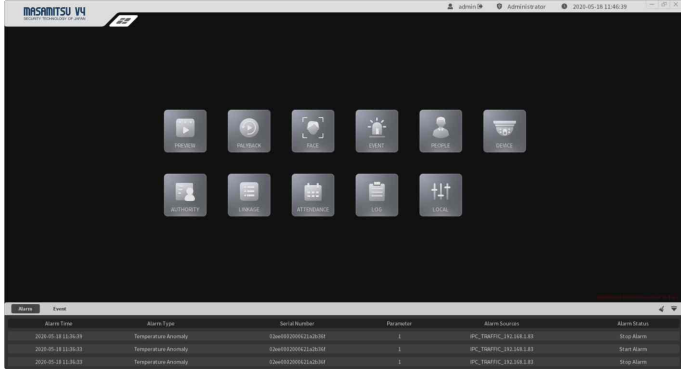 MASAMITSU V4
SECURITY TECHNOLOGY OF JAPAN
admin
Administrator
2020-05-18 11:46:39
PREVIEW
PALYBACK
FACE
EVENT
PEOPLE
DEVICE
AUTHORITY
LINKAGE
ATTENDANCE
LOG
LOCAL
Alarm Event
Alarm Time Alarm Type Serial Number Parameter Alarm Sources Alarm Status
2020-05-18 11:36:39 Temperature Anomaly 1 IPC_TRAFFIC_192.168.1.83 Stop Alarm
2020-05-18 11:36:33 Temperature Anomaly 1 IPC_TRAFFIC_192.168.1.83 Start Alarm
2020-05-18 11:36:33 Temperature Anomaly 1 IPC_TRAFFIC_192.168.1.83 Stop Alarm